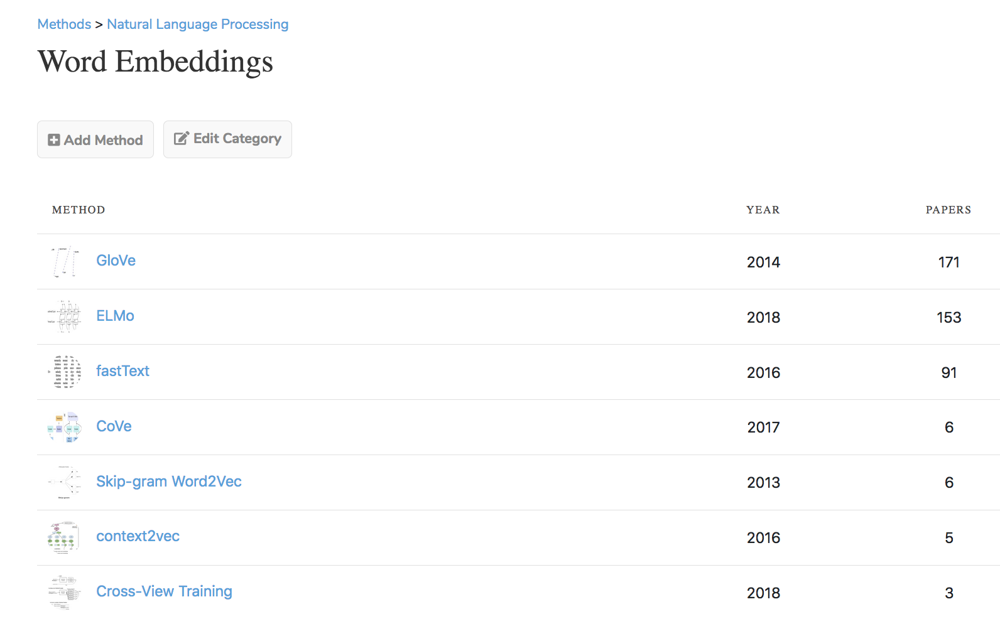 Methods > Natural Language Processing
Word Embeddings
Add Method Edit Category
METHOD YEAR PAPERS
GloVe 2014 171
ELMo 2018 153
fastText 2016 91
CoVe 2017 6
Skip-gram Word2Vec 2013 6
context2vec 2016 5
Cross-View Training 2018 3